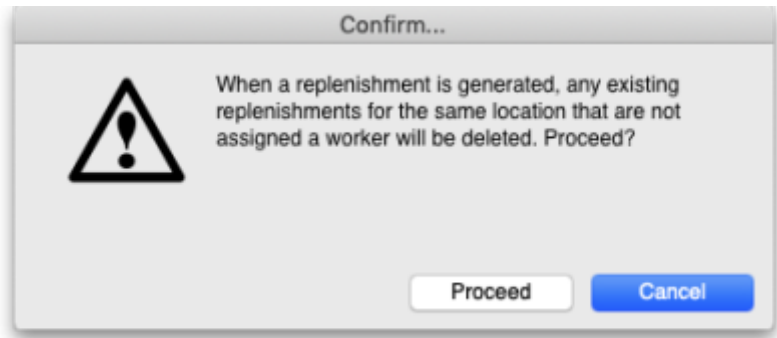 Confirm...
When a replenishment is generated, any existing
replenishments for the same location that are not
assigned a worker will be deleted. Proceed?
Proceed
Cancel